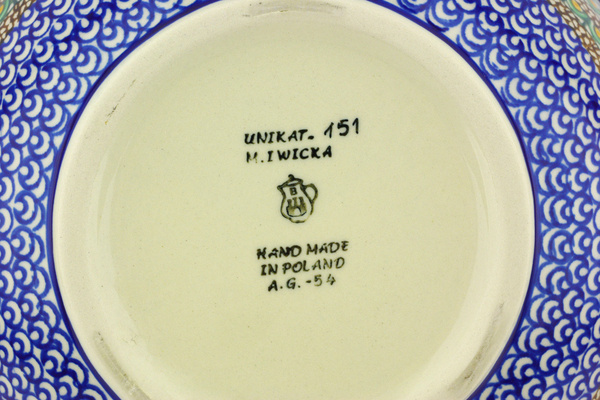 UNIKAT- 151
M.IWICKA
B
HAND MADE
IN POLAND
A.G.-54